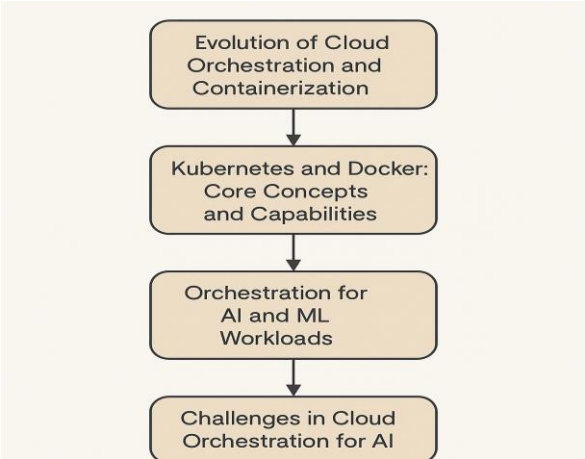 Evolution of Cloud
Orchestration and
Containerization
Kubernetes and Docker:
Core Concepts
and Capabilities
Orchestration for
AI and ML
Workloads
Challenges in Cloud
Orchestration for AI